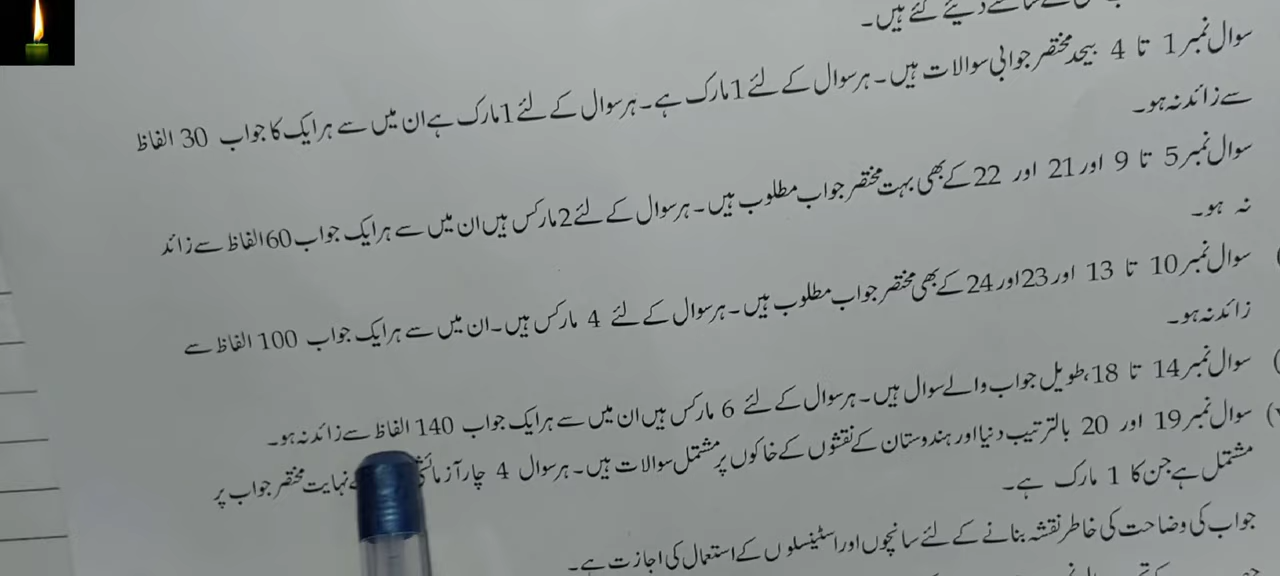 دیئے گئے ہیں۔
سوال نمبر 1 تا 4 بیحد مختصر جوابی سوالات ہیں۔ ہر سوال کے لئے 1 مارک ہے۔ ہر سوال کے لئے 1 مارک ہے ان میں سے ہر ایک کا جواب 30 الفاظ
سے زائد نہ ہو۔
سوال نمبر 5 تا 9 اور 21 اور 22 کے بھی بہت مختصر جواب مطلوب ہیں۔ ہر سوال کے لئے 2 مارکس ہیں ان میں سے ہر ایک جواب 60 الفاظ سے زائد
نہ ہو۔
سوال نمبر 10 تا 13 اور 23 اور 24 کے بھی مختصر جواب مطلوب ہیں۔ ہر سوال کے لئے 4 مارکس ہیں۔ ان میں سے ہر ایک جواب 100 الفاظ سے
زائد نہ ہو۔
سوال نمبر 14 تا 18، طویل جواب والے سوال ہیں۔ ہر سوال کے لئے 6 مارکس ہیں ان میں سے ہر ایک جواب 140 الفاظ سے زائد نہ ہو۔
سوال نمبر 19 اور 20 بالترتیب دنیا اور ہندوستان کے نقشوں کے خاکوں پر مشتمل سوالات ہیں۔ ہر سوال 4 چار نہایت مختصر جواب پر
مشتمل ہے جن کا 1 مارک ہے۔
جواب کی وضاحت کی خاطر نقشہ بنانے کے لئے سانچوں اور اسٹینسلوں کے استعمال کی اجازت ہے۔